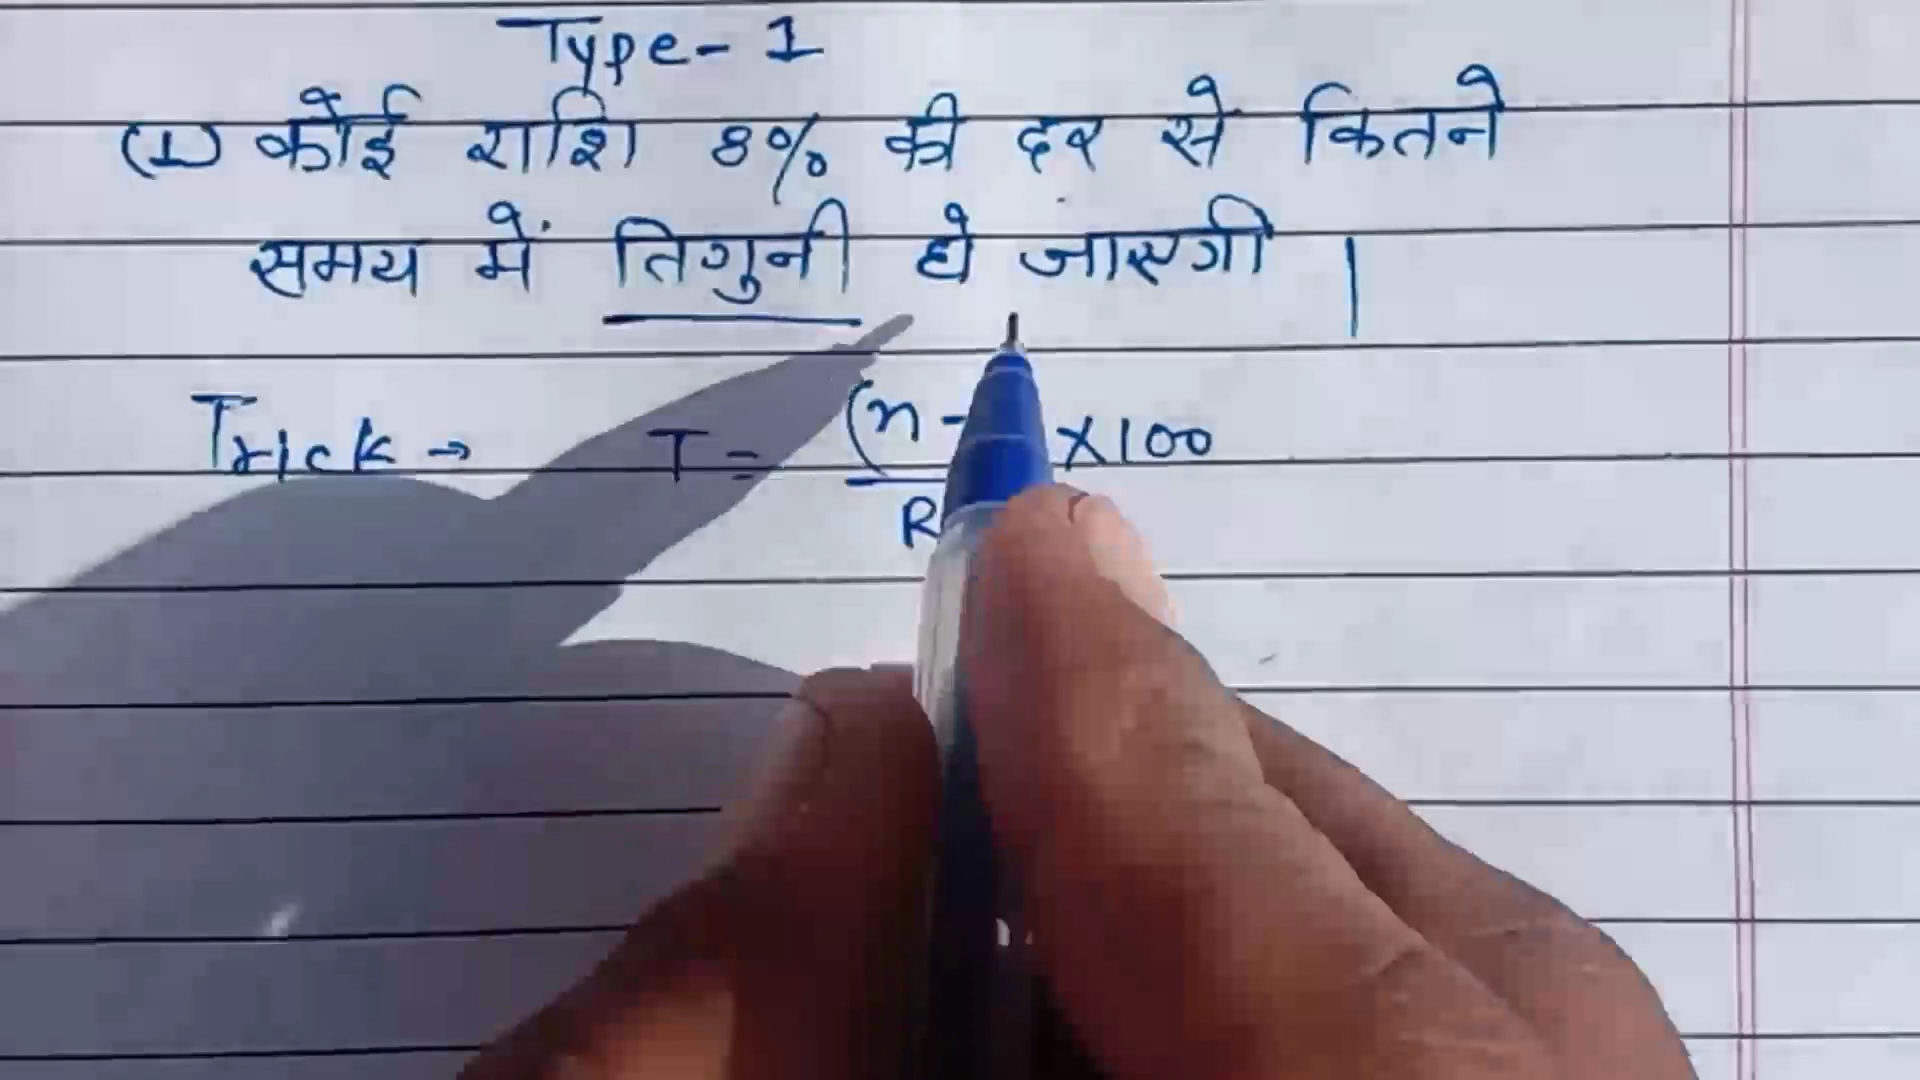 Type- 1
(1) कोई राशि 8% की दर से कितने
समय में तिगुनी हो जाएगी |
Trick → T = (n - ×100
R